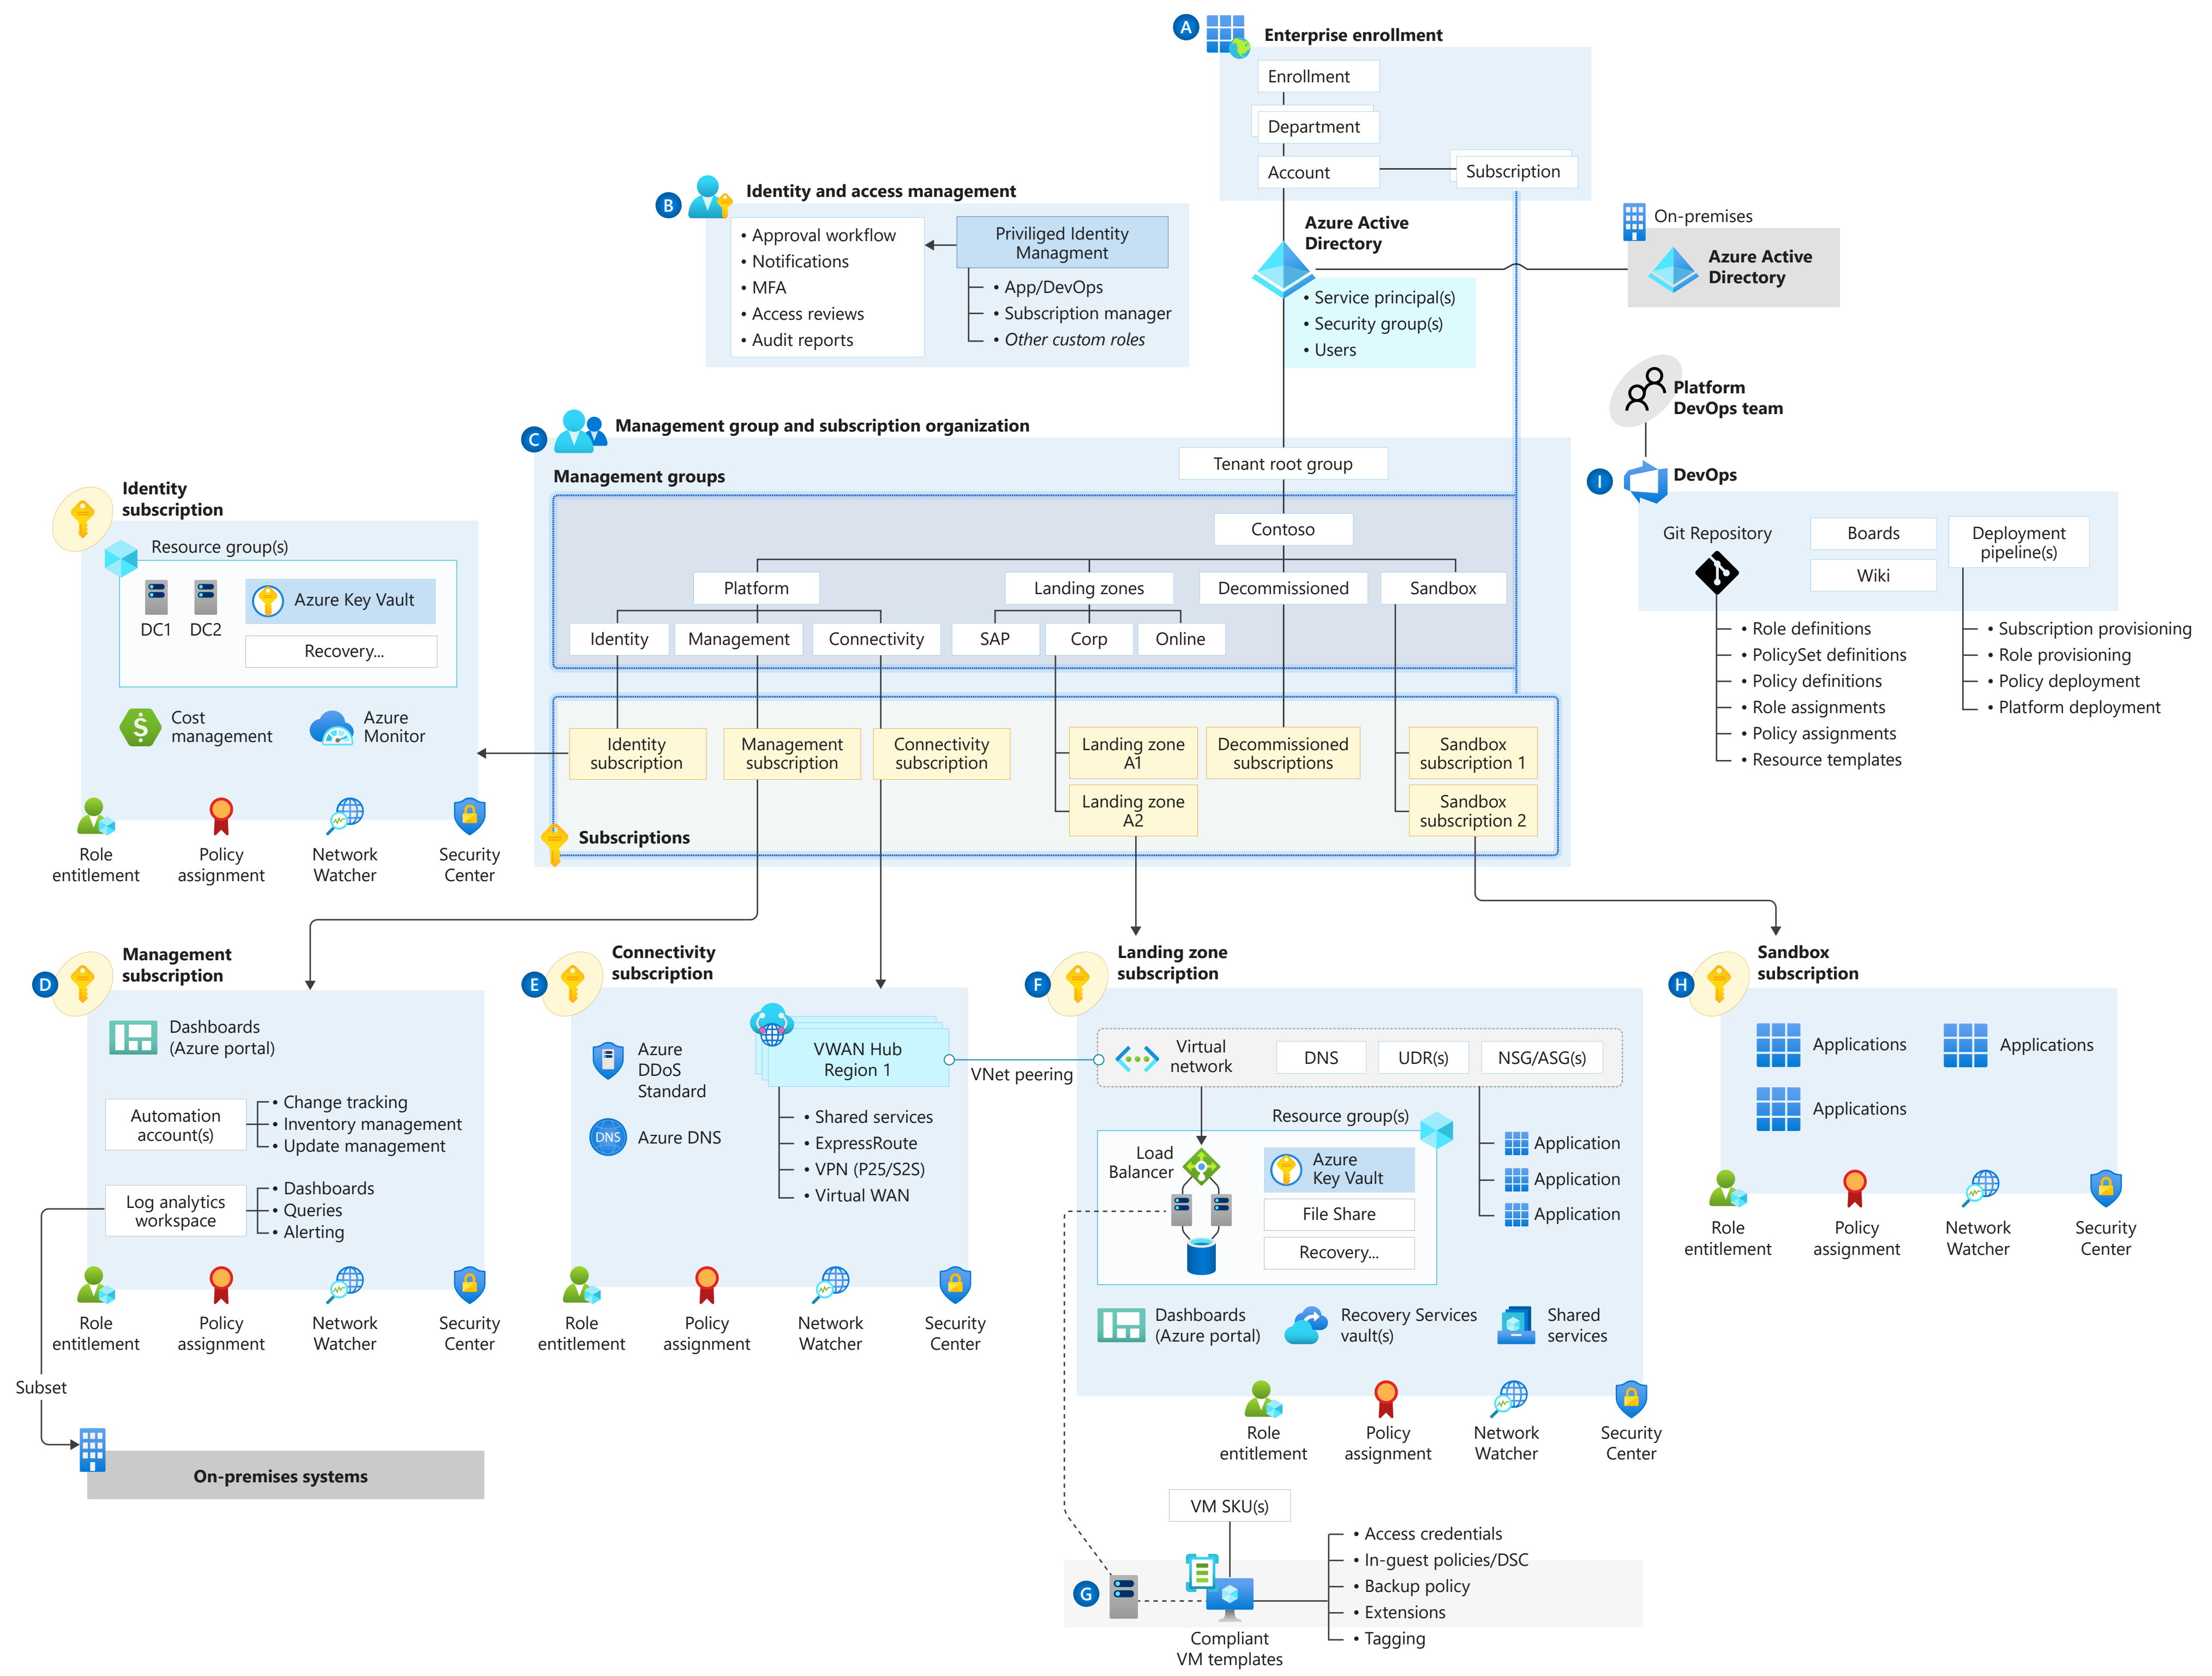 A
Enterprise enrollment
Enrollment
Department
Account
Subscription
B
Identity and access management
• Approval workflow
• Notifications
• MFA
• Access reviews
• Audit reports
Priviliged Identity
Managment
• App/DevOps
• Subscription manager
• Other custom roles
Azure Active
Directory
• Service principal(s)
• Security group(s)
• Users
On-premises
Azure Active
Directory
Platform
DevOps team
I
DevOps
Git Repository
Boards
Wiki
Deployment
pipeline(s)
• Role definitions
• PolicySet definitions
• Policy definitions
• Role assignments
• Policy assignments
• Resource templates
• Subscription provisioning
• Role provisioning
• Policy deployment
• Platform deployment
C
Management group and subscription organization
Management groups
Tenant root group
Contoso
Platform
Landing zones
Decommissioned
Sandbox
Identity
Management
Connectivity
SAP
Corp
Online
Identity
subscription
Management
subscription
Connectivity
subscription
Landing zone
A1
Landing zone
A2
Decommissioned
subscriptions
Sandbox
subscription 1
Sandbox
subscription 2
Subscriptions
Identity
subscription
Resource group(s)
DC1
DC2
Azure Key Vault
Recovery...
Cost
management
Azure
Monitor
Role
entitlement
Policy
assignment
Network
Watcher
Security
Center
D
Management
subscription
Dashboards
(Azure portal)
Automation
account(s)
• Change tracking
• Inventory management
• Update management
Log analytics
workspace
• Dashboards
• Queries
• Alerting
Role
entitlement
Policy
assignment
Network
Watcher
Security
Center
Subset
On-premises systems
E
Connectivity
subscription
Azure
DDoS
Standard
DNS
Azure DNS
VWAN Hub
Region 1
• Shared services
• ExpressRoute
• VPN (P25/S2S)
• Virtual WAN
VNet peering
Role
entitlement
Policy
assignment
Network
Watcher
Security
Center
F
Landing zone
subscription
Virtual
network
DNS
UDR(s)
NSG/ASG(s)
Resource group(s)
Load
Balancer
Azure
Key Vault
File Share
Recovery...
Application
Application
Application
Dashboards
(Azure portal)
Recovery Services
vault(s)
Shared
services
Role
entitlement
Policy
assignment
Network
Watcher
Security
Center
H
Sandbox
subscription
Applications
Applications
Applications
Role
entitlement
Policy
assignment
Network
Watcher
Security
Center
VM SKU(s)
G
Compliant
VM templates
• Access credentials
• In-guest policies/DSC
• Backup policy
• Extensions
• Tagging